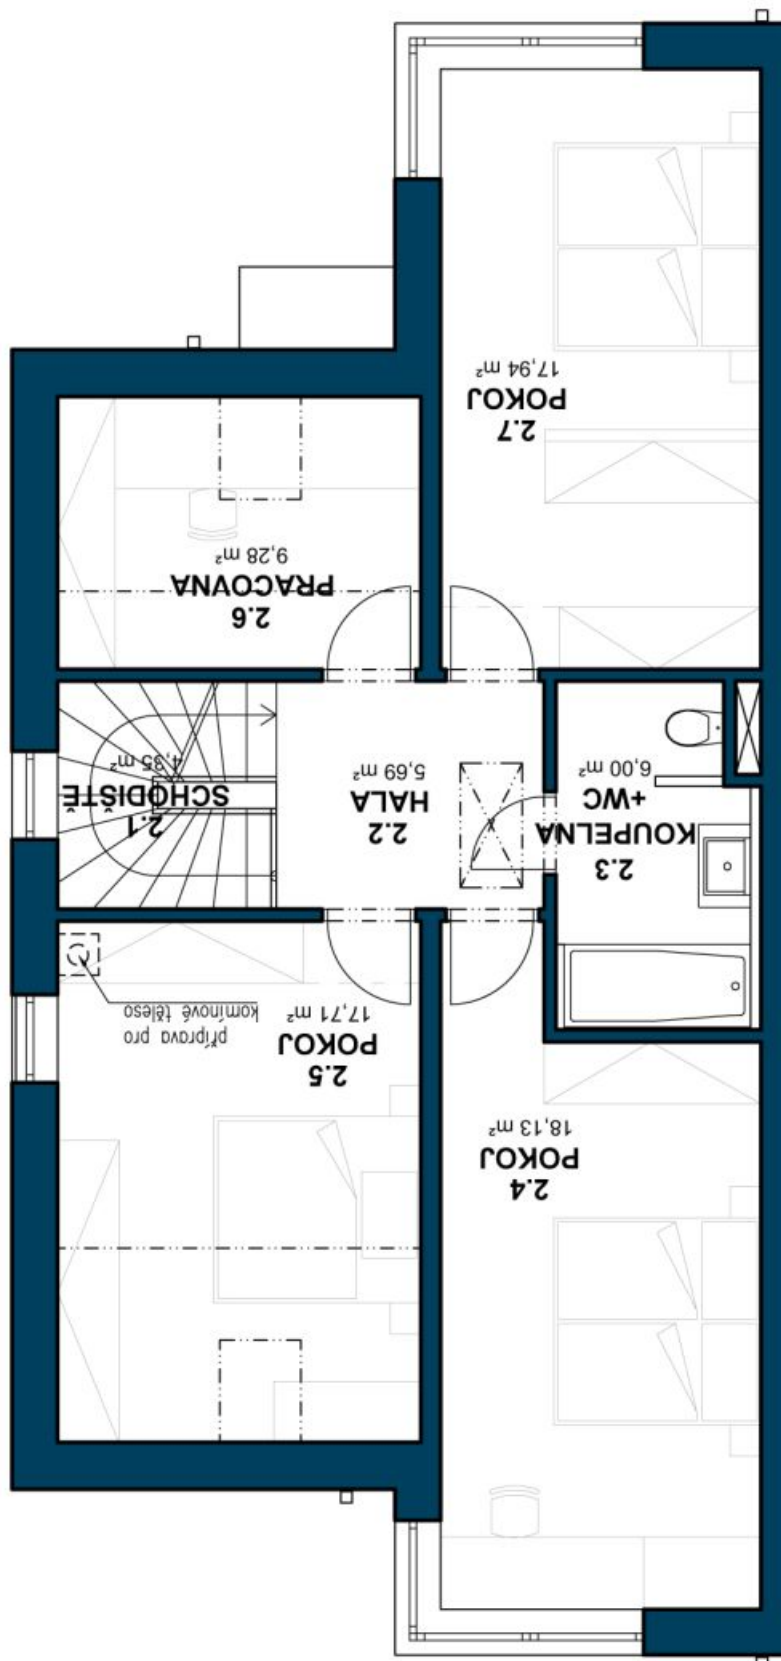 2.1
SCHODIŠTĚ
4,35 m²
2.2
HALA
5,69 m²
2.3
KOUPELNA
+WC
6,00 m²
2.4
POKOJ
18,13 m²
2.5
POKOJ
17,71 m²
příprava pro
komínové těleso
2.6
PRACOVNA
9,28 m²
2.7
POKOJ
17,94 m²